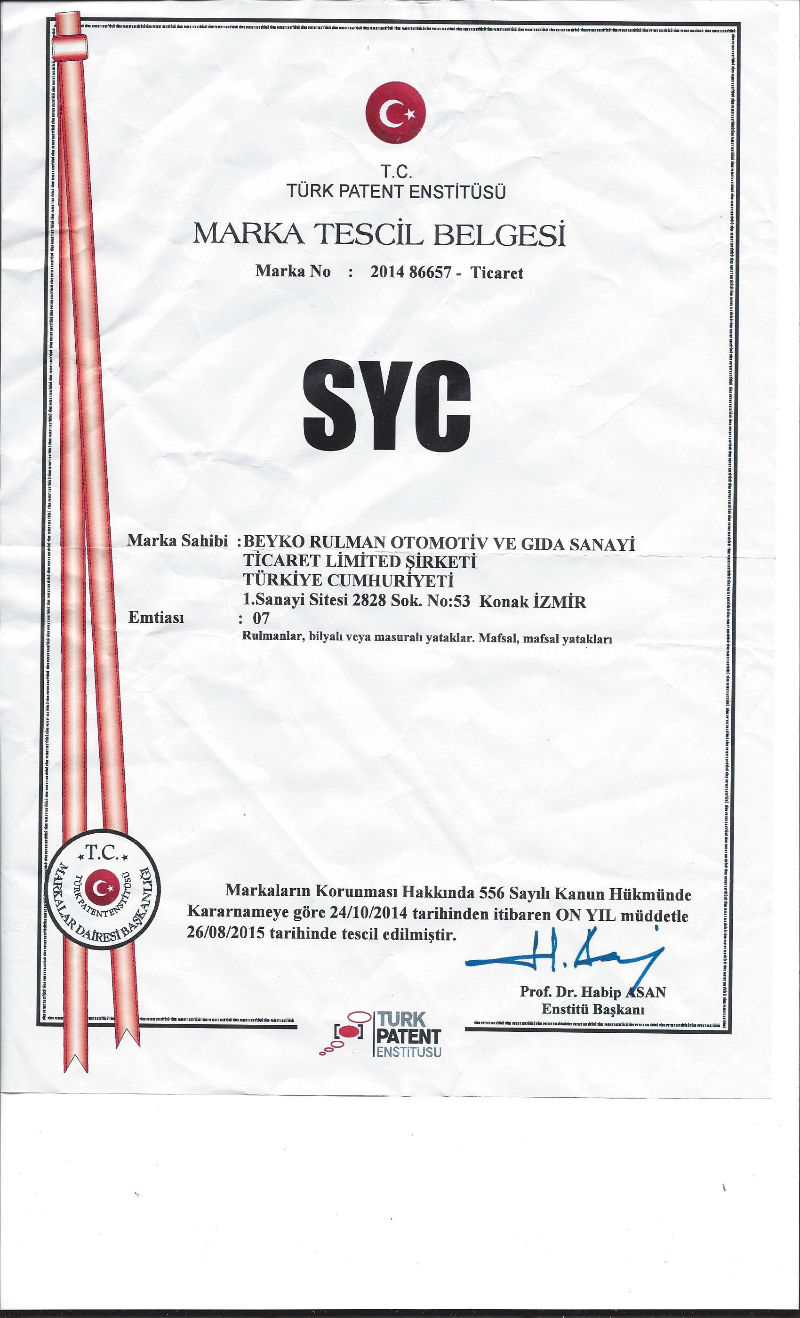 T.C.
TÜRK PATENT ENSTİTÜSÜ
MARKA TESCİL BELGESİ
Marka No : 2014 86657 - Ticaret
SYC
Marka Sahibi :BEYKO RULMAN OTOMOTİV VE GIDA SANAYİ
TİCARET LİMİTED ŞİRKETİ
TÜRKİYE CUMHURİYETİ
1.Sanayi Sitesi 2828 Sok. No:53 Konak İZMİR
Emtiası : 07
Rulmanlar, bilyalı veya masuralı yataklar. Mafsal, mafsal yatakları
T.C.
TÜRK PATENT ENSTİTÜSÜ
MARKALAR DAİRESİ BAŞKANLIĞI
Markaların Korunması Hakkında 556 Sayılı Kanun Hükmünde
Kararnameye göre 24/10/2014 tarihinden itibaren ON YIL müddetle
26/08/2015 tarihinde tescil edilmiştir.
Prof. Dr. Habip ASAN
Enstitü Başkanı
TURK
PATENT
ENSTITUSU